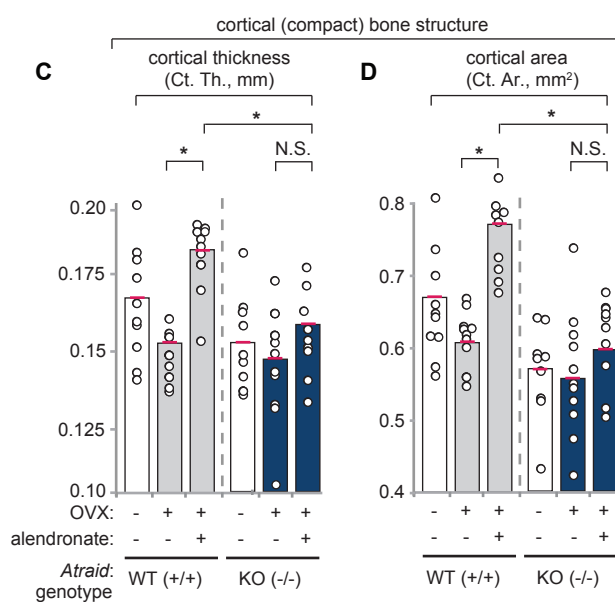 cortical (compact) bone structure
C
cortical thickness
(Ct. Th., mm)
*
*
N.S.
0.20
0.175
0.15
0.125
0.10
OVX: - + + - + +
alendronate: - - + - - +
Atraid:
genotype
WT (+/+) KO (-/-)
D
cortical area
(Ct. Ar., mm²)
*
*
N.S.
0.8
0.7
0.6
0.5
0.4
- + + - + +
- - + - - +
WT (+/+) KO (-/-)